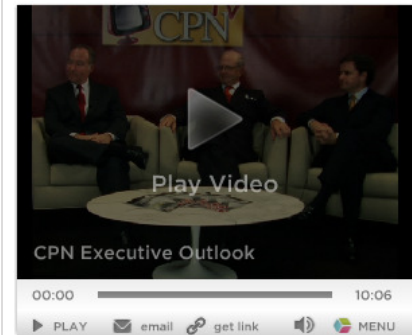 CPN
Play Video
CPN Executive Outlook
00:00 10:06
PLAY email get link MENU